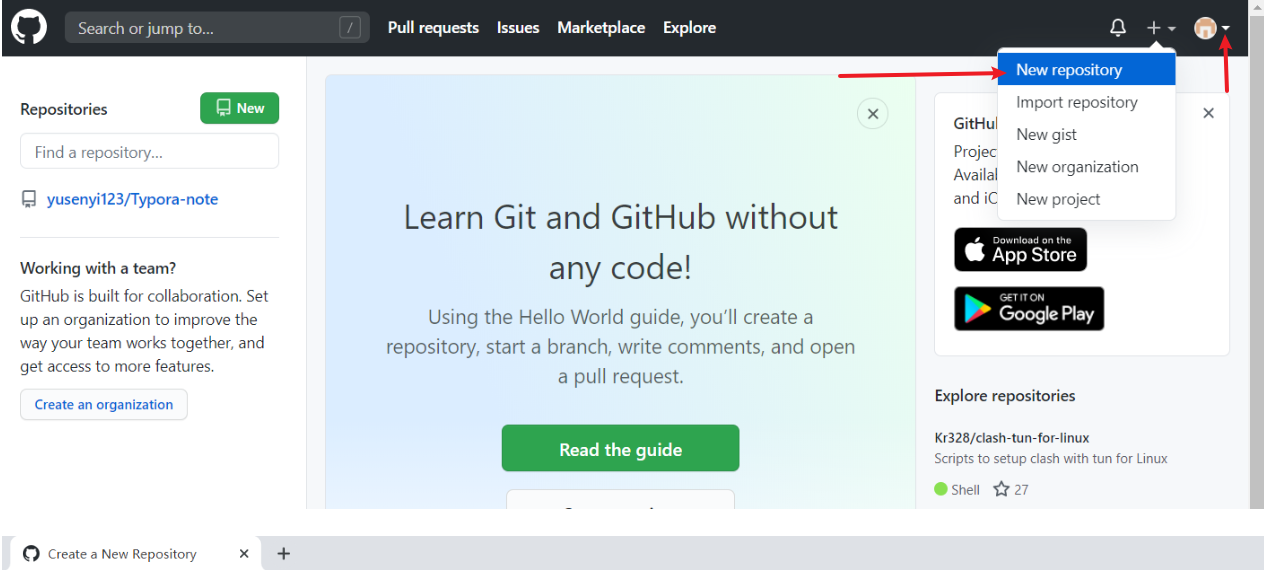 Search or jump to... /
Pull requests Issues Marketplace Explore
New repository
Import repository
New gist
New organization
New project
Repositories
New
Find a repository...
yusenyi123/Typora-note
Working with a team?
GitHub is built for collaboration. Set
up an organization to improve the
way your team works together, and
get access to more features.
Create an organization
Learn Git and GitHub without
any code!
Using the Hello World guide, you’ll create a
repository, start a branch, write comments, and open
a pull request.
Read the guide
Download on the
App Store
GET IT ON
Google Play
Explore repositories
Kr328/clash-tun-for-linux
Scripts to setup clash with tun for Linux
Shell 27
Create a New Repository